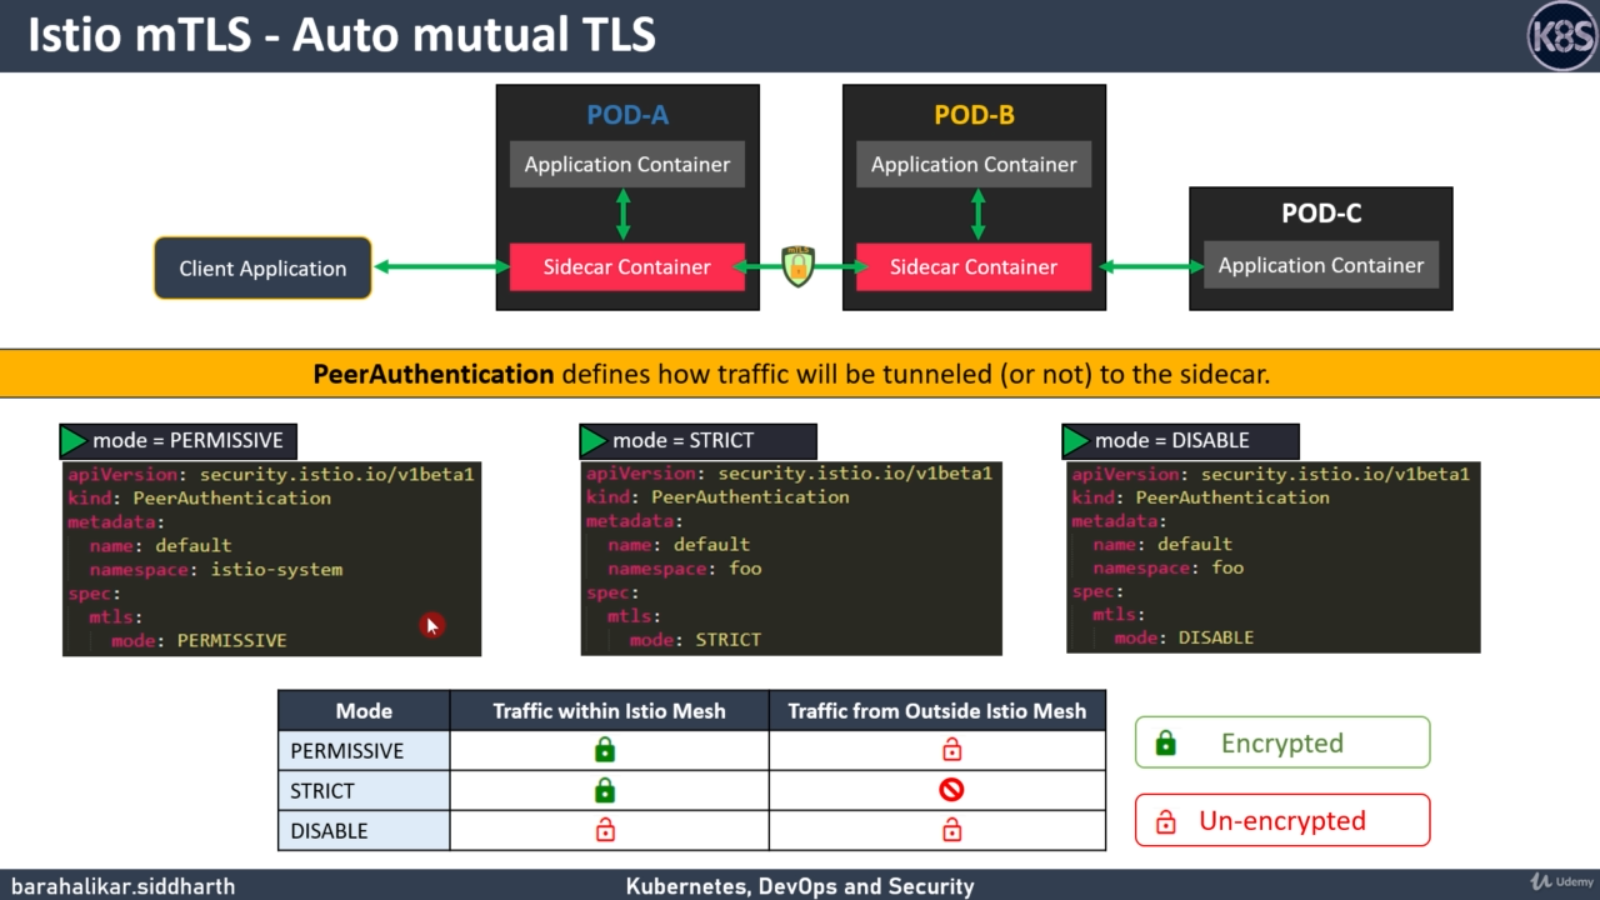 Istio mTLS - Auto mutual TLS
K8S
POD-A
Application Container
Sidecar Container
POD-B
Application Container
Sidecar Container
POD-C
Application Container
Client Application
mTLS
PeerAuthentication defines how traffic will be tunneled (or not) to the sidecar.
mode = PERMISSIVE
apiVersion: security.istio.io/v1beta1
kind: PeerAuthentication
metadata:
name: default
namespace: istio-system
spec:
mtls:
mode: PERMISSIVE
mode = STRICT
apiVersion: security.istio.io/v1beta1
kind: PeerAuthentication
metadata:
name: default
namespace: foo
spec:
mtls:
mode: STRICT
mode = DISABLE
apiVersion: security.istio.io/v1beta1
kind: PeerAuthentication
metadata:
name: default
namespace: foo
spec:
mtls:
mode: DISABLE
Mode Traffic within Istio Mesh Traffic from Outside Istio Mesh
PERMISSIVE
STRICT
DISABLE
Encrypted
Un-encrypted
barahalikar.siddharth
Kubernetes, DevOps and Security
Udemy